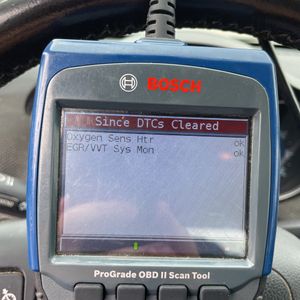 BOSCH
Since DTCs Cleared
Oxygen Sens Htr ok
EGR/VVT Sys Mon ok
ProGrade OBD II Scan Tool